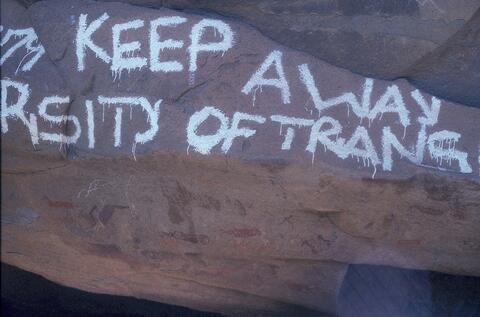 KEEP AWAY
RSity OF TRANS